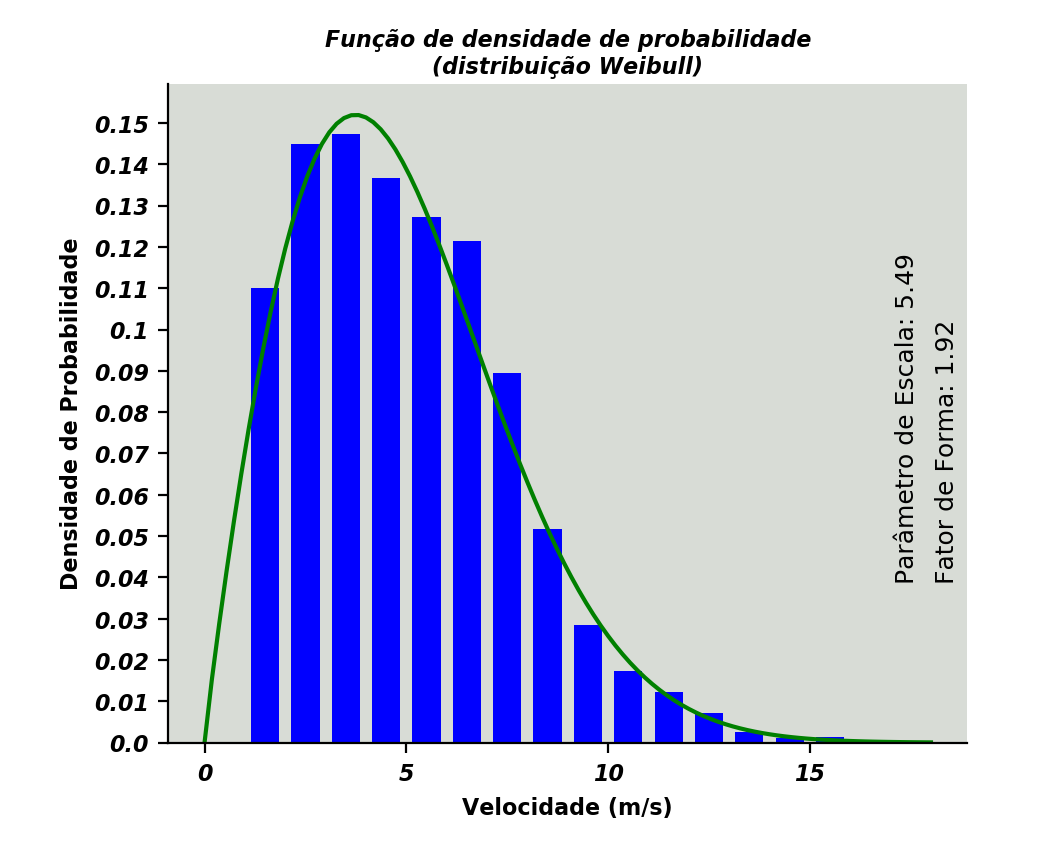 Função de densidade de probabilidade
(distribuição Weibull)
Densidade de Probabilidade
0.15
0.14
0.13
0.12
0.11
0.1
0.09
0.08
0.07
0.06
0.05
0.04
0.03
0.02
0.01
0.0
Parâmetro de Escala: 5.49
Fator de Forma: 1.92
0 5 10 15
Velocidade (m/s)